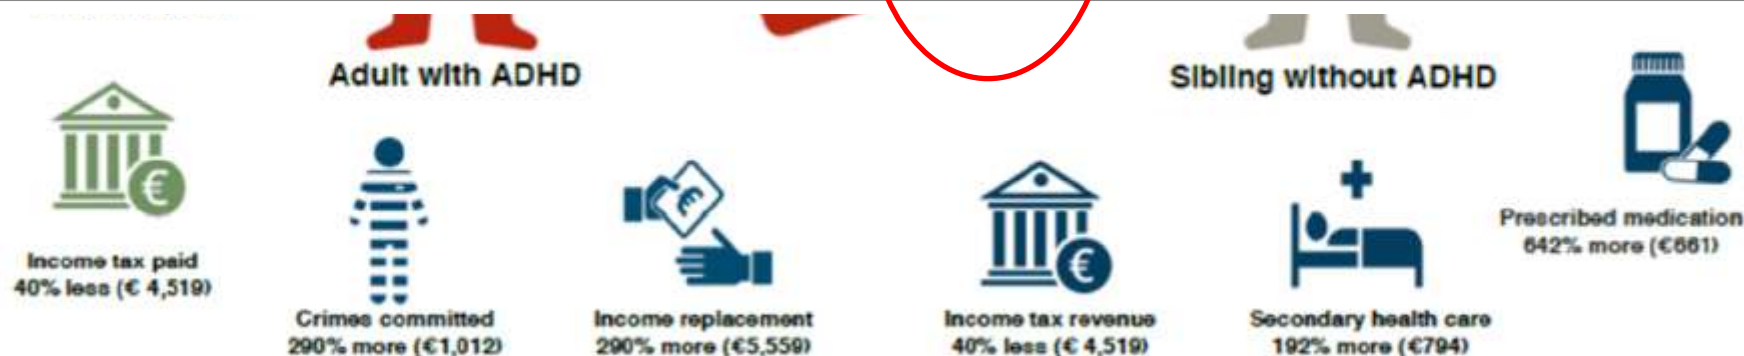 Adult with ADHD
Sibling without ADHD
Income tax paid
40% less (€ 4,519)
Crimes committed
290% more (€1,012)
Income replacement
290% more (€5,559)
Income tax revenue
40% less (€ 4,519)
Secondary health care
192% more (€794)
Prescribed medication
642% more (€661)